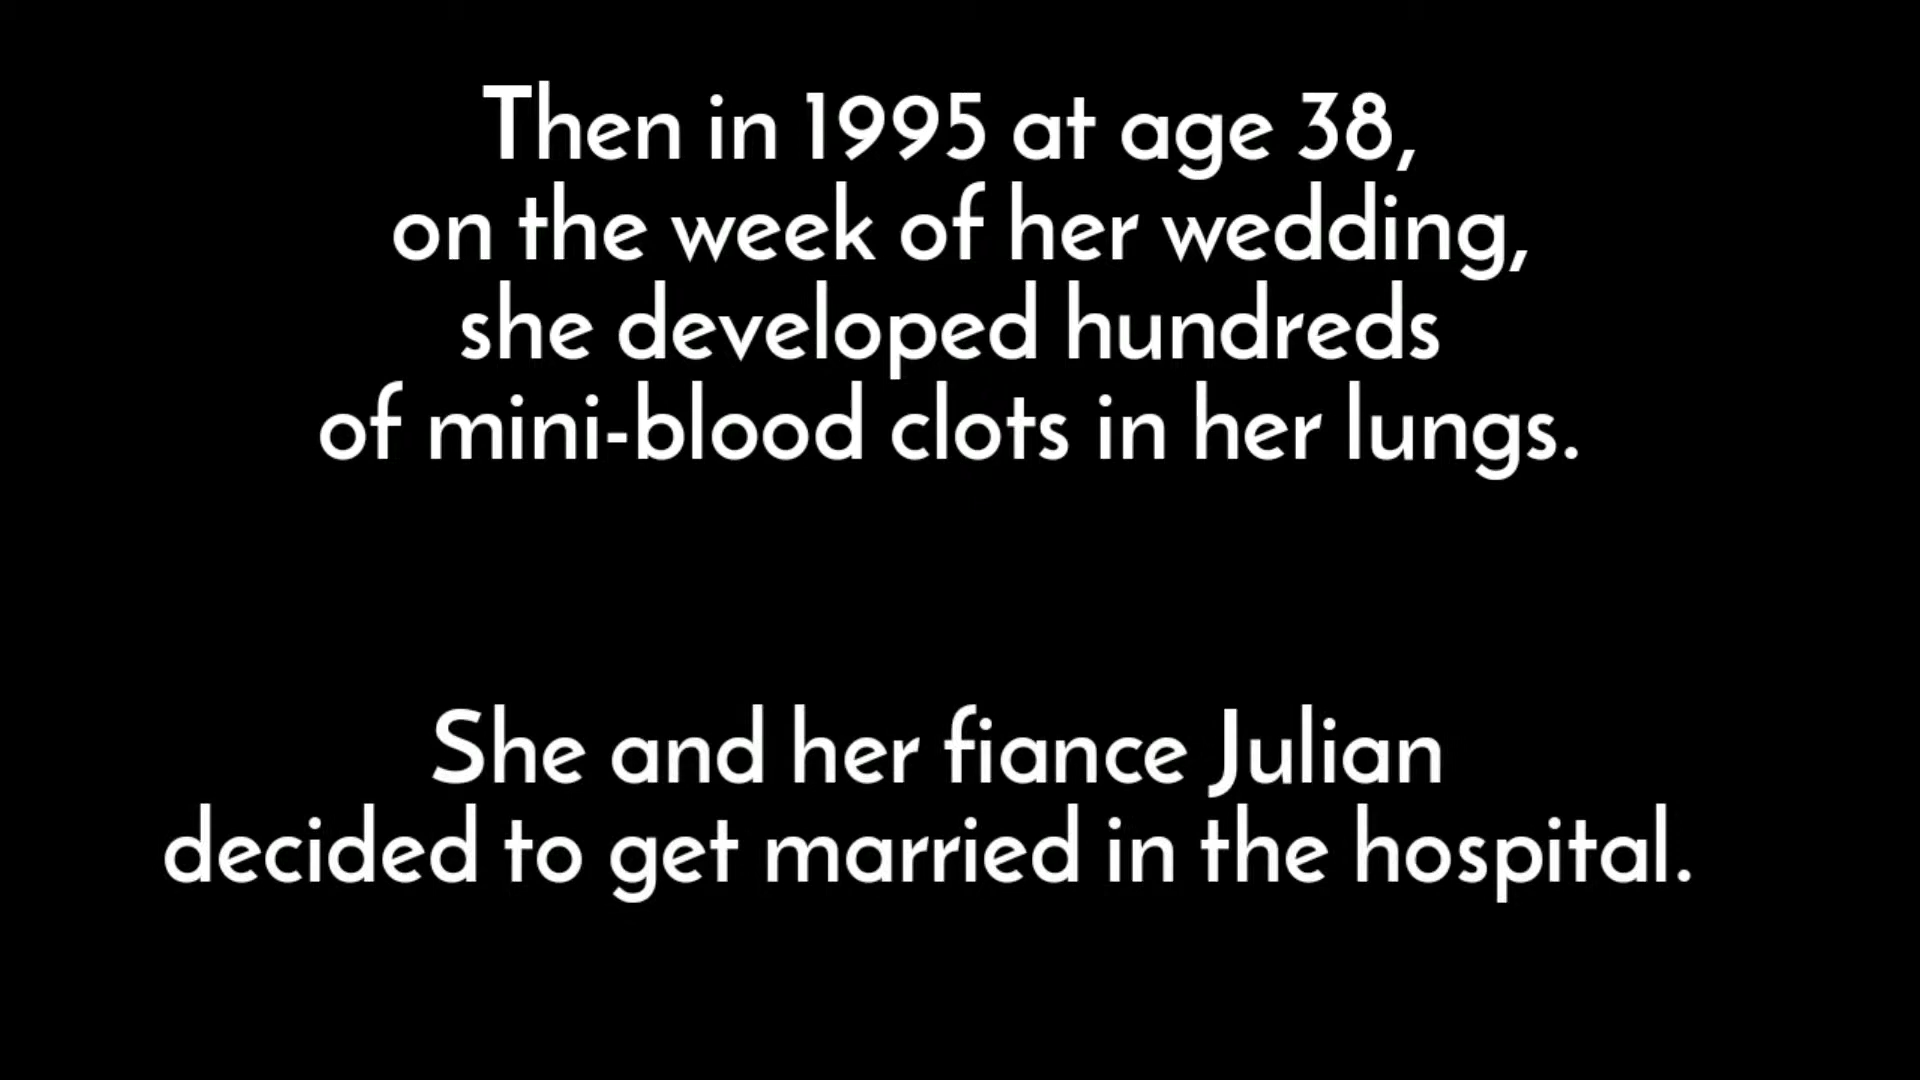 Then in 1995 at age 38,
on the week of her wedding,
she developed hundreds
of mini-blood clots in her lungs.
She and her fiance Julian
decided to get married in the hospital.